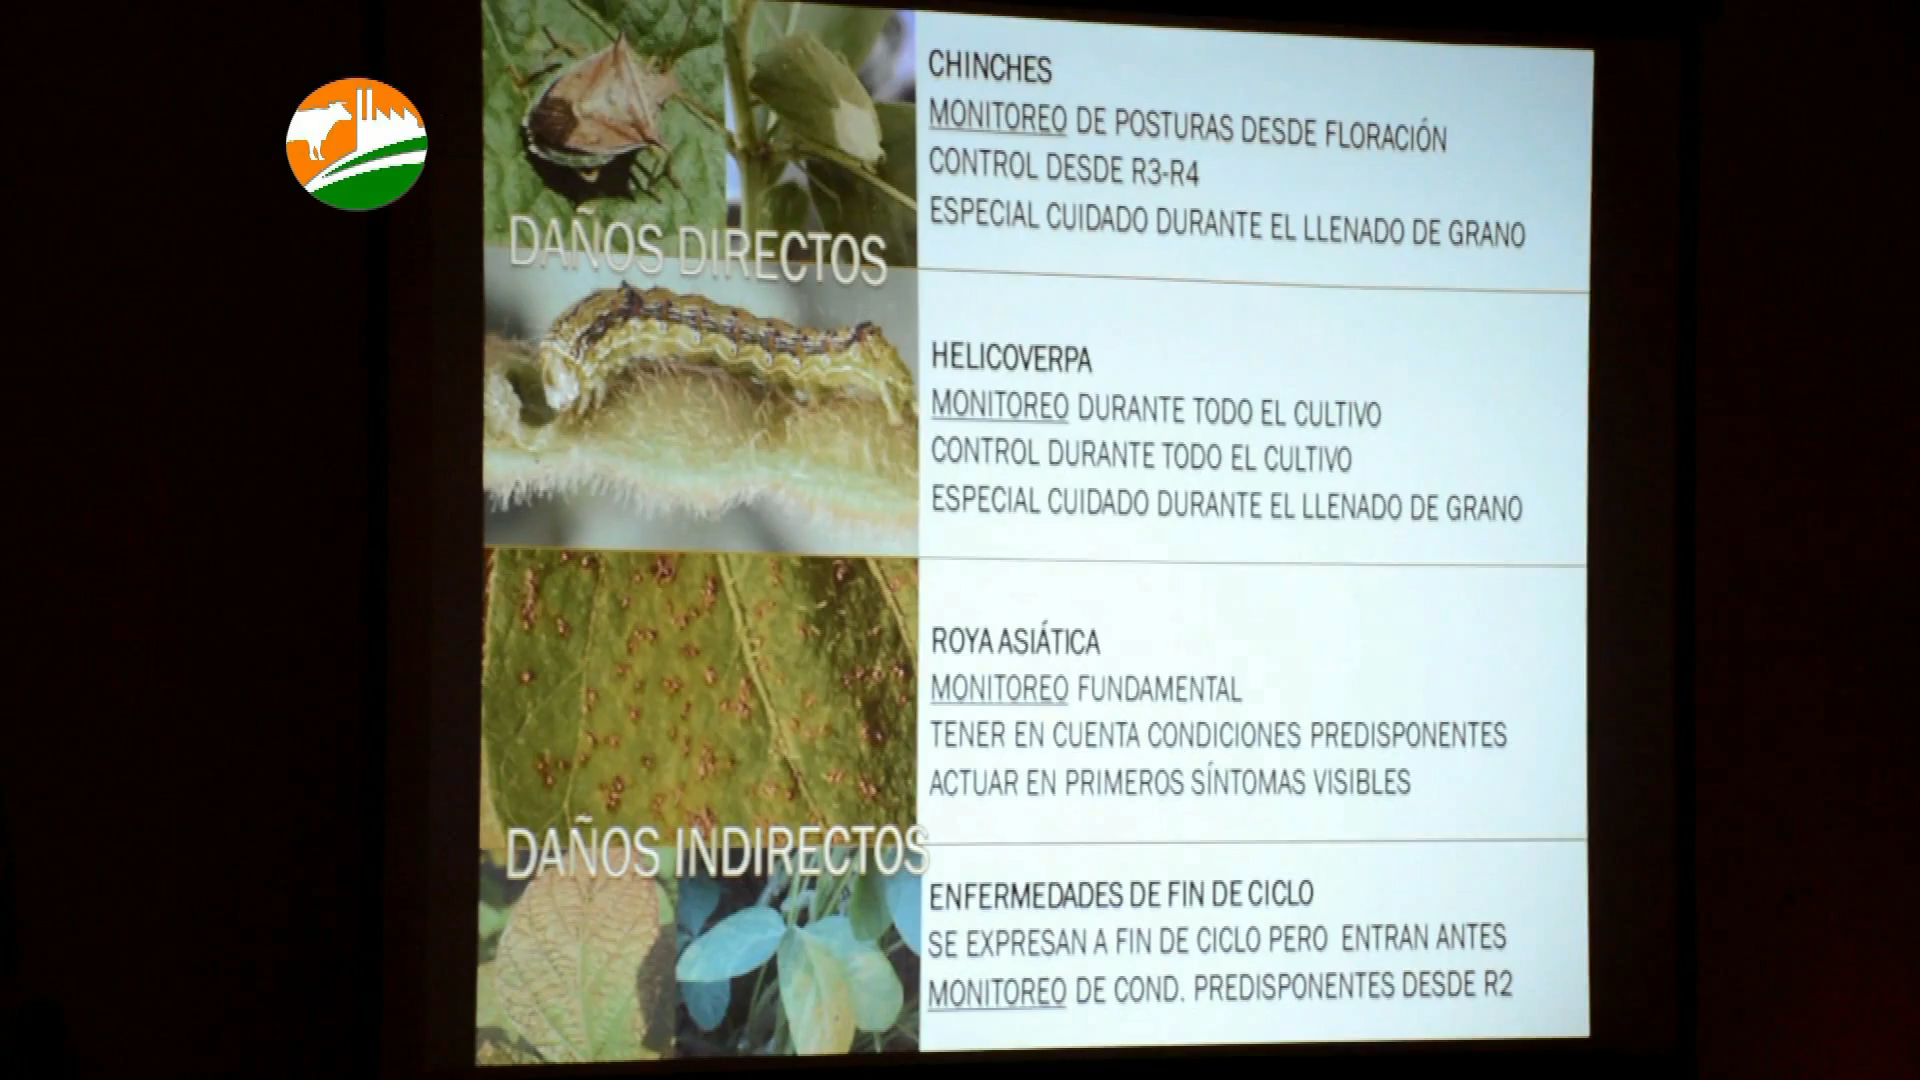 CHINCHES
MONITOREO DE POSTURAS DESDE FLORACIÓN
CONTROL DESDE R3-R4
ESPECIAL CUIDADO DURANTE EL LLENADO DE GRANO
DAÑOS DIRECTOS
HELICOVERPA
MONITOREO DURANTE TODO EL CULTIVO
CONTROL DURANTE TODO EL CULTIVO
ESPECIAL CUIDADO DURANTE EL LLENADO DE GRANO
ROYA ASIÁTICA
MONITOREO FUNDAMENTAL
TENER EN CUENTA CONDICIONES PREDISPONENTES
ACTUAR EN PRIMEROS SÍNTOMAS VISIBLES
DAÑOS INDIRECTOS
ENFERMEDADES DE FIN DE CICLO
SE EXPRESAN A FIN DE CICLO PERO ENTRAN ANTES
MONITOREO DE COND. PREDISPONENTES DESDE R2